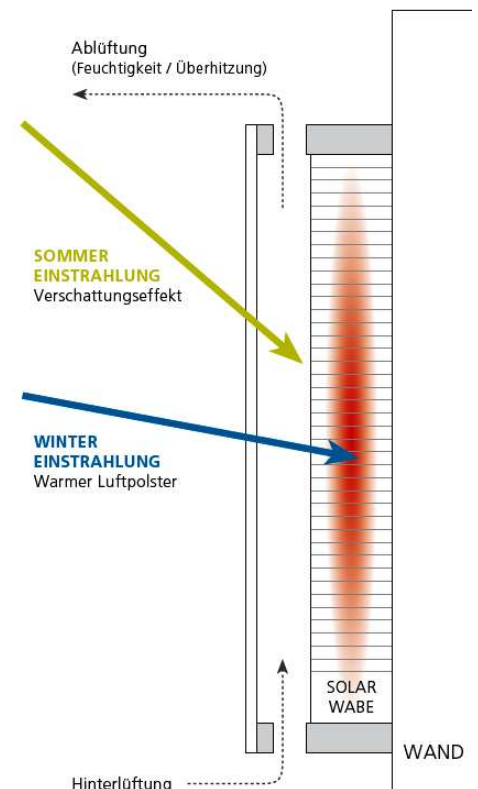 Ablüftung
(Feuchtigkeit / Überhitzung)
SOMMER
EINSTRAHLUNG
Verschattungseffekt
WINTER
EINSTRAHLUNG
Warmer Luftpolster
SOLAR
WABE
WAND
Hinterlüftung